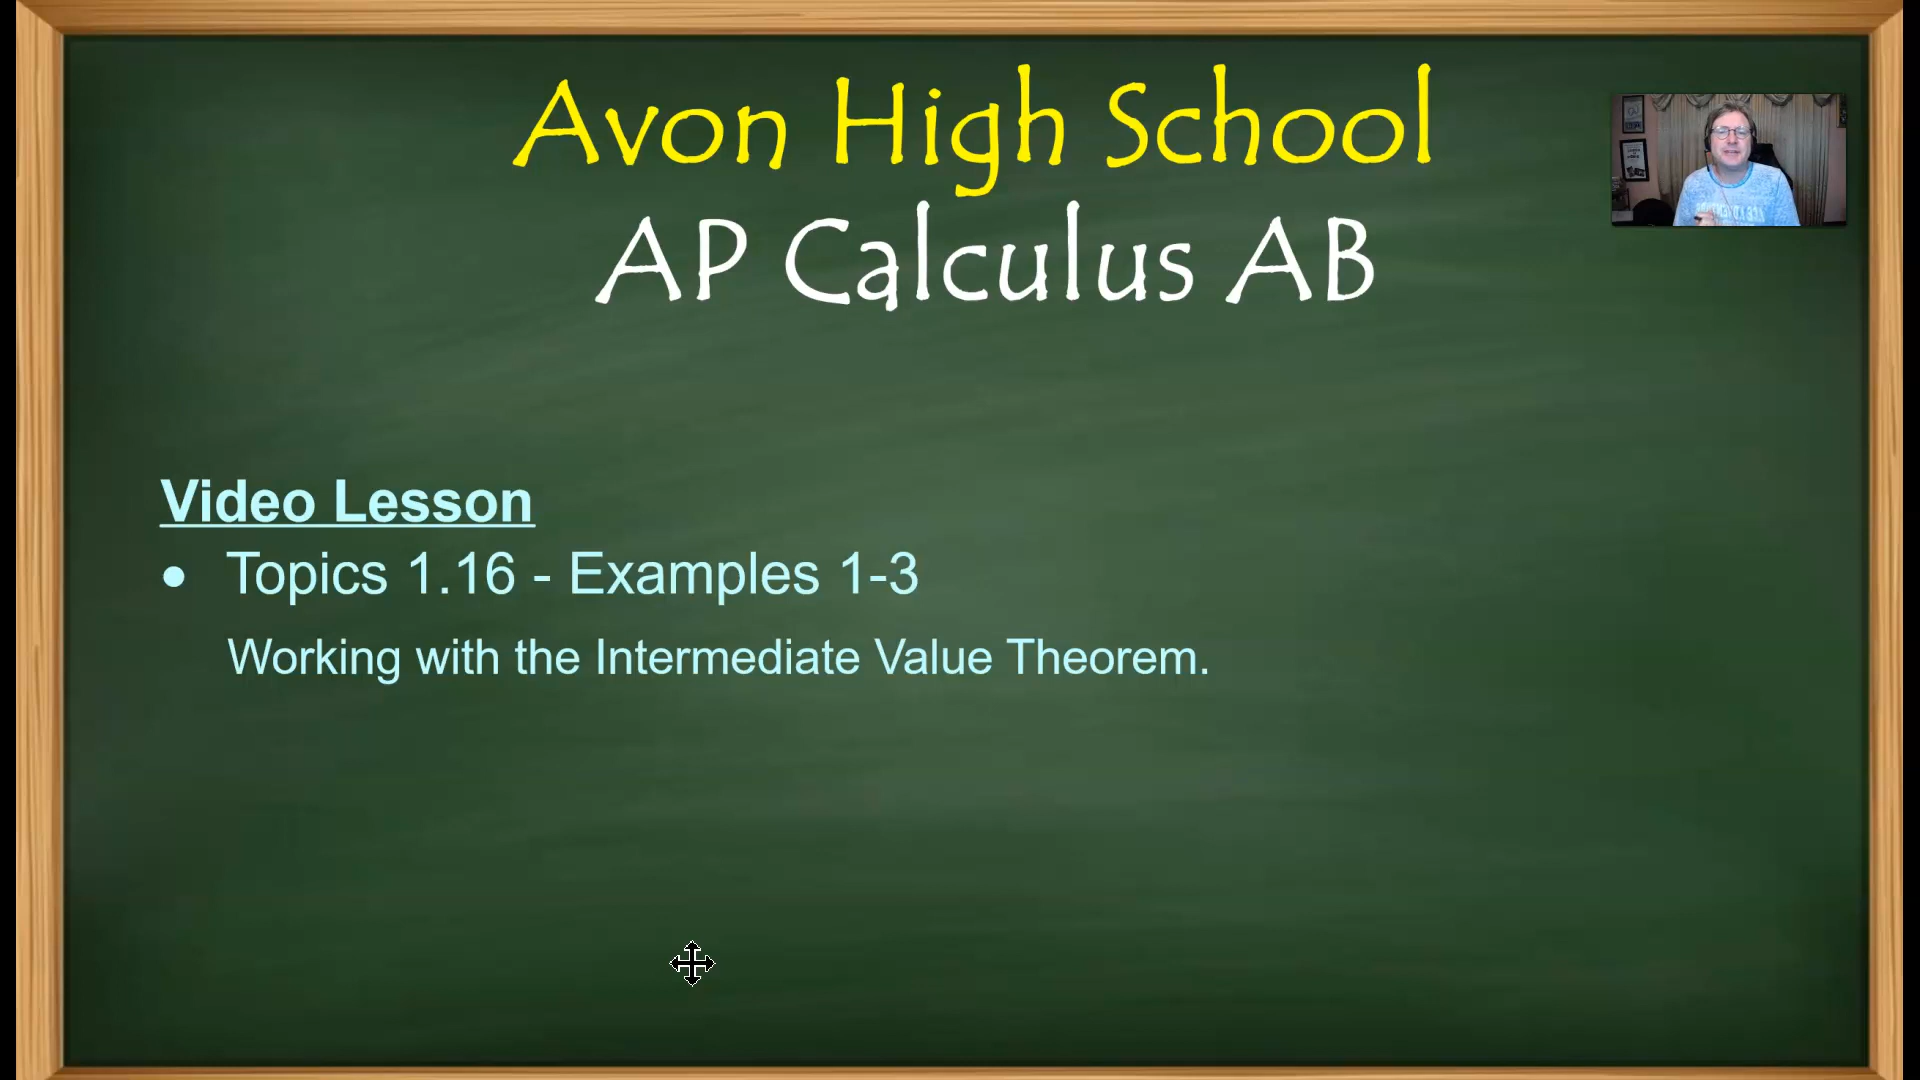 Avon High School
AP Calculus AB
Video Lesson
● Topics 1.16 - Examples 1-3
Working with the Intermediate Value Theorem.